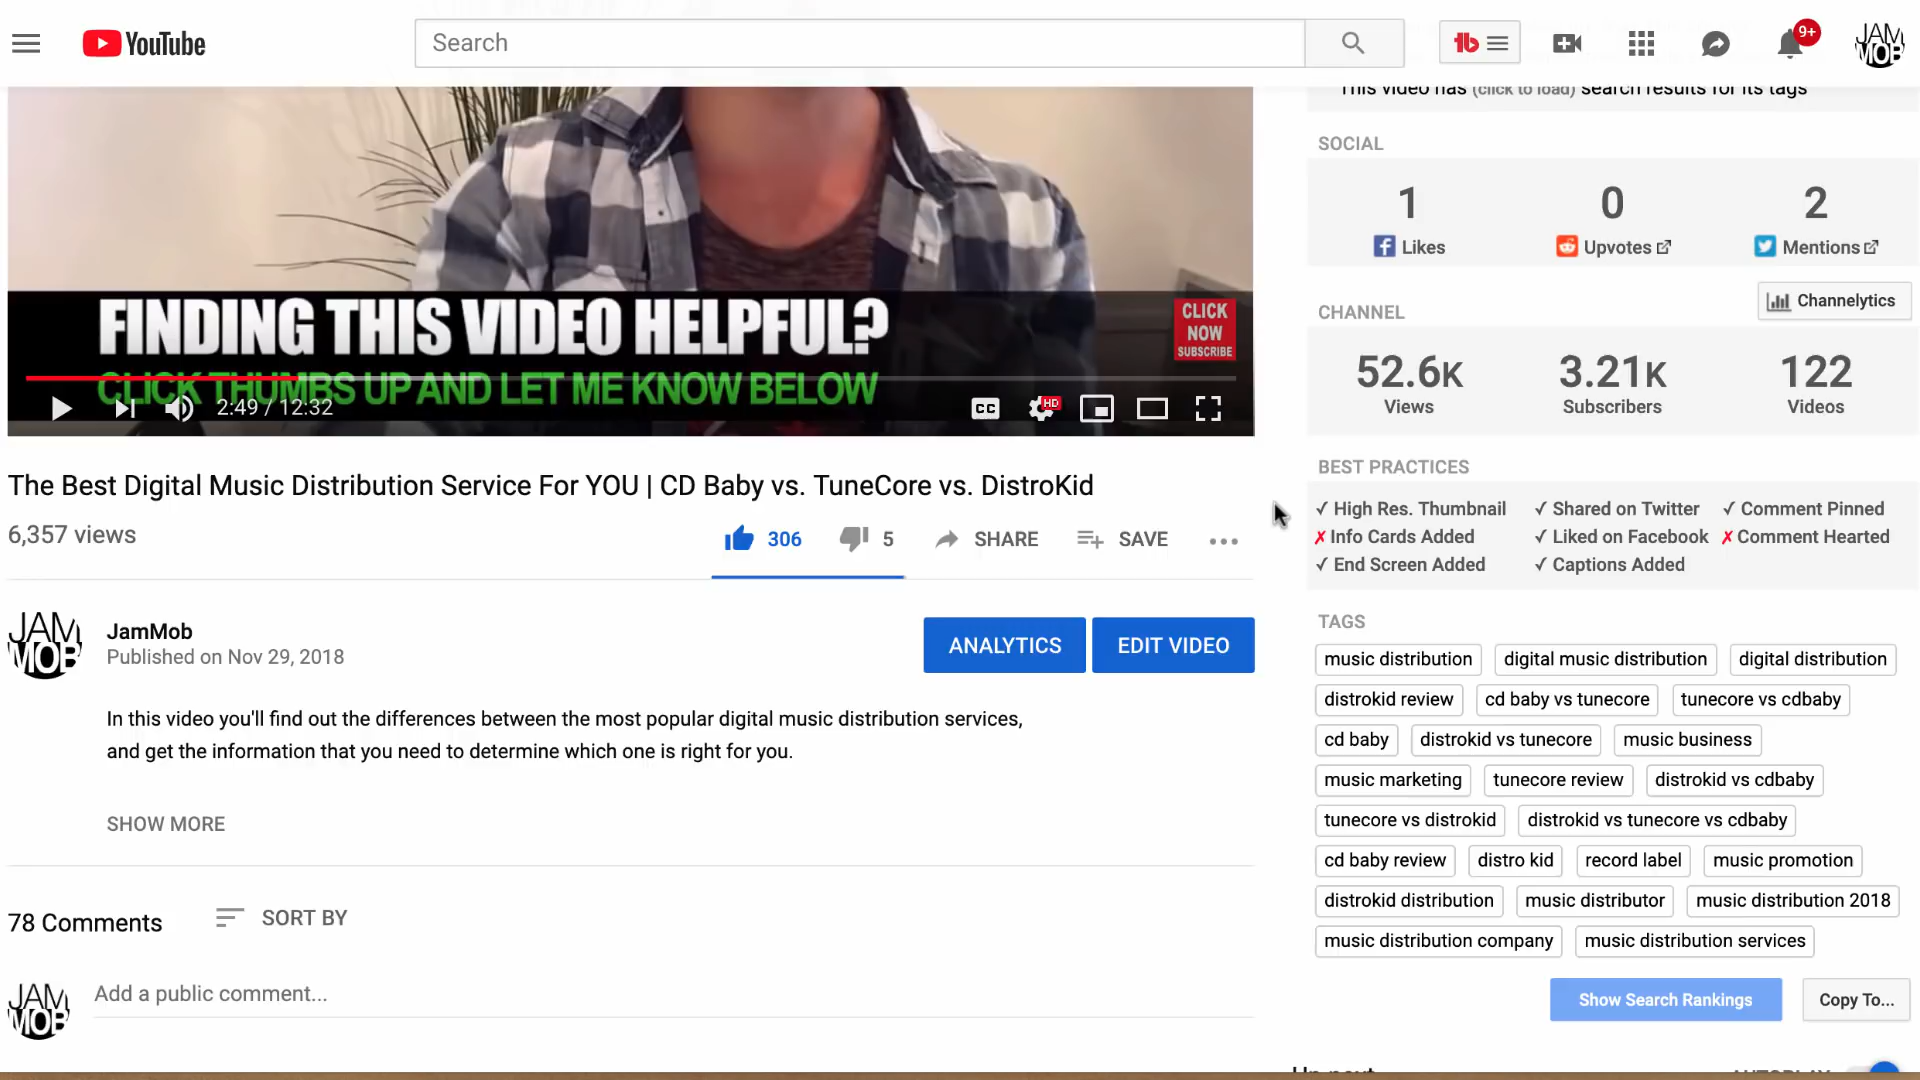 YouTube
Search
9+
JAM
MOB
This video has (click to load) search results for its tags
SOCIAL
1
0
2
Likes
Upvotes
Mentions
CHANNEL
Channelytics
52.6K
3.21K
122
Views
Subscribers
Videos
FINDING THIS VIDEO HELPFUL?
CLICK THUMBS UP AND LET ME KNOW BELOW
CLICK
NOW
SUBSCRIBE
2:49 / 12:32
CC
HD
The Best Digital Music Distribution Service For YOU | CD Baby vs. TuneCore vs. DistroKid
6,357 views
306
5
SHARE
SAVE
BEST PRACTICES
✓ High Res. Thumbnail
✓ Shared on Twitter
✓ Comment Pinned
✗ Info Cards Added
✓ Liked on Facebook
✗ Comment Hearted
✓ End Screen Added
✓ Captions Added
JAM
MOB
JamMob
Published on Nov 29, 2018
ANALYTICS
EDIT VIDEO
In this video you'll find out the differences between the most popular digital music distribution services,
and get the information that you need to determine which one is right for you.
SHOW MORE
TAGS
music distribution
digital music distribution
digital distribution
distrokid review
cd baby vs tunecore
tunecore vs cdbaby
cd baby
distrokid vs tunecore
music business
music marketing
tunecore review
distrokid vs cdbaby
tunecore vs distrokid
distrokid vs tunecore vs cdbaby
cd baby review
distro kid
record label
music promotion
distrokid distribution
music distributor
music distribution 2018
music distribution company
music distribution services
Show Search Rankings
Copy To...
78 Comments
SORT BY
JAM
MOB
Add a public comment...
Up next
AUTOPLAY